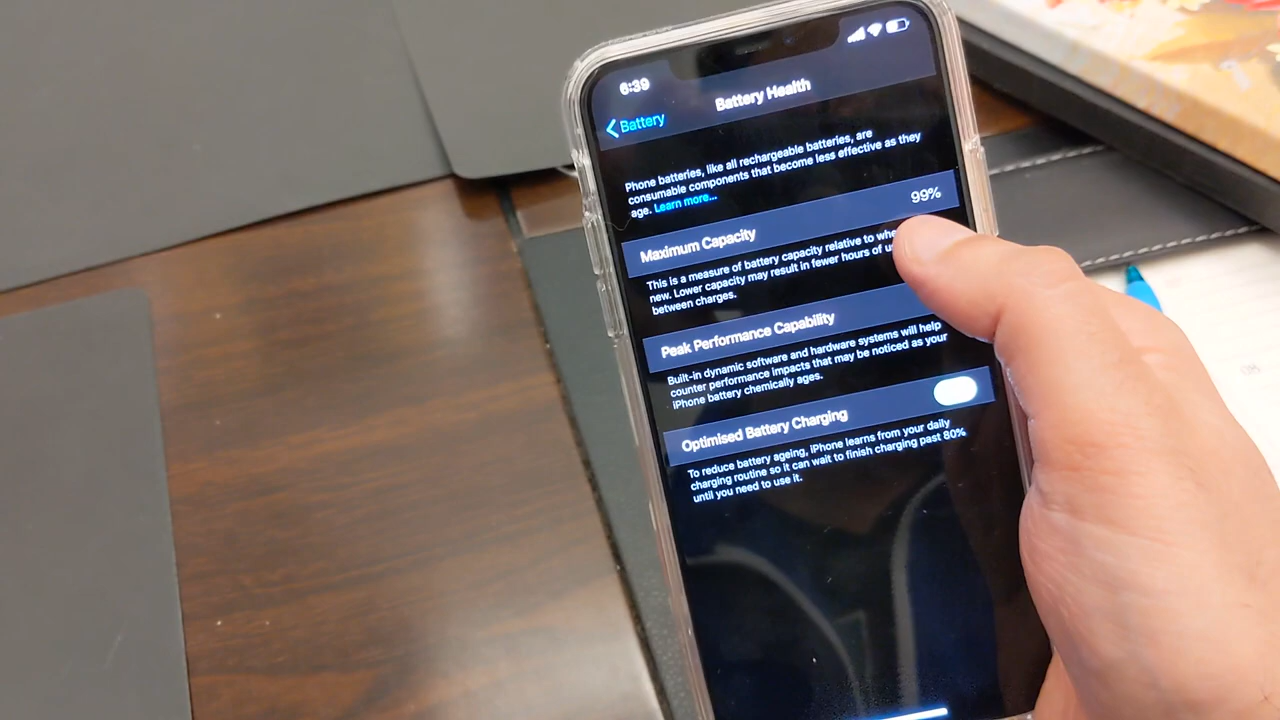 6:39
Battery
Battery Health
Phone batteries, like all rechargeable batteries, are
consumable components that become less effective as they
age. Learn more...
Maximum Capacity 99%
This is a measure of battery capacity relative to
new. Lower capacity may result in fewer hours of
between charges.
Peak Performance Capability
Built-in dynamic software and hardware systems will help
counter performance impacts that may be noticed as your
iPhone battery chemically ages.
Optimised Battery Charging
To reduce battery ageing, iPhone learns from your daily
charging routine so it can wait to finish charging past 80%
until you need to use it.